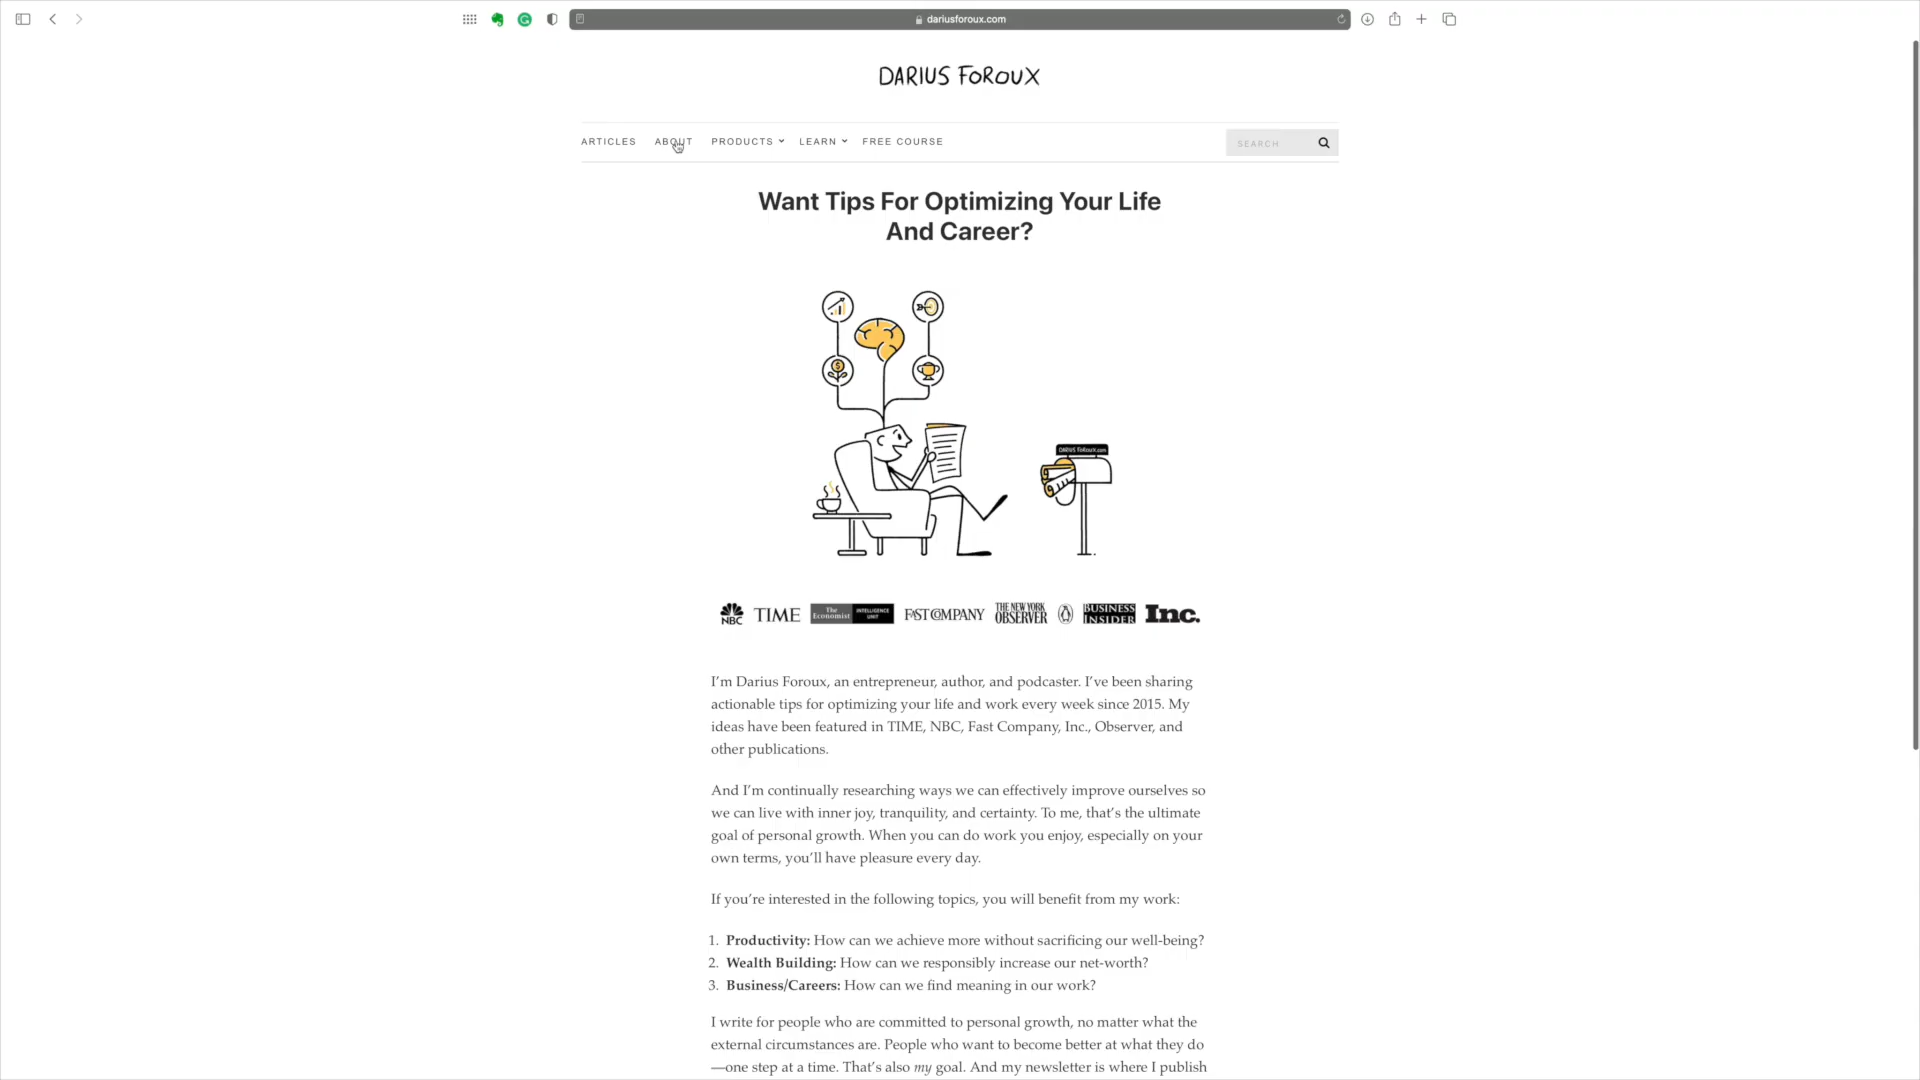 dariusforoux.com
DARIUS FOROUX
ARTICLES ABOUT PRODUCTS LEARN FREE COURSE SEARCH
Want Tips For Optimizing Your Life
And Career?
DARIUS FOROUX.com
NBC TIME The Economist INTELLIGENCE UNIT FAST COMPANY THE NEW YORK OBSERVER BUSINESS INSIDER Inc.
I’m Darius Foroux, an entrepreneur, author, and podcaster. I’ve been sharing
actionable tips for optimizing your life and work every week since 2015. My
ideas have been featured in TIME, NBC, Fast Company, Inc., Observer, and
other publications.
And I’m continually researching ways we can effectively improve ourselves so
we can live with inner joy, tranquility, and certainty. To me, that’s the ultimate
goal of personal growth. When you can do work you enjoy, especially on your
own terms, you’ll have pleasure every day.
If you’re interested in the following topics, you will benefit from my work:
1. Productivity: How can we achieve more without sacrificing our well-being?
2. Wealth Building: How can we responsibly increase our net-worth?
3. Business/Careers: How can we find meaning in our work?
I write for people who are committed to personal growth, no matter what the
external circumstances are. People who want to become better at what they do
—one step at a time. That’s also my goal. And my newsletter is where I publish